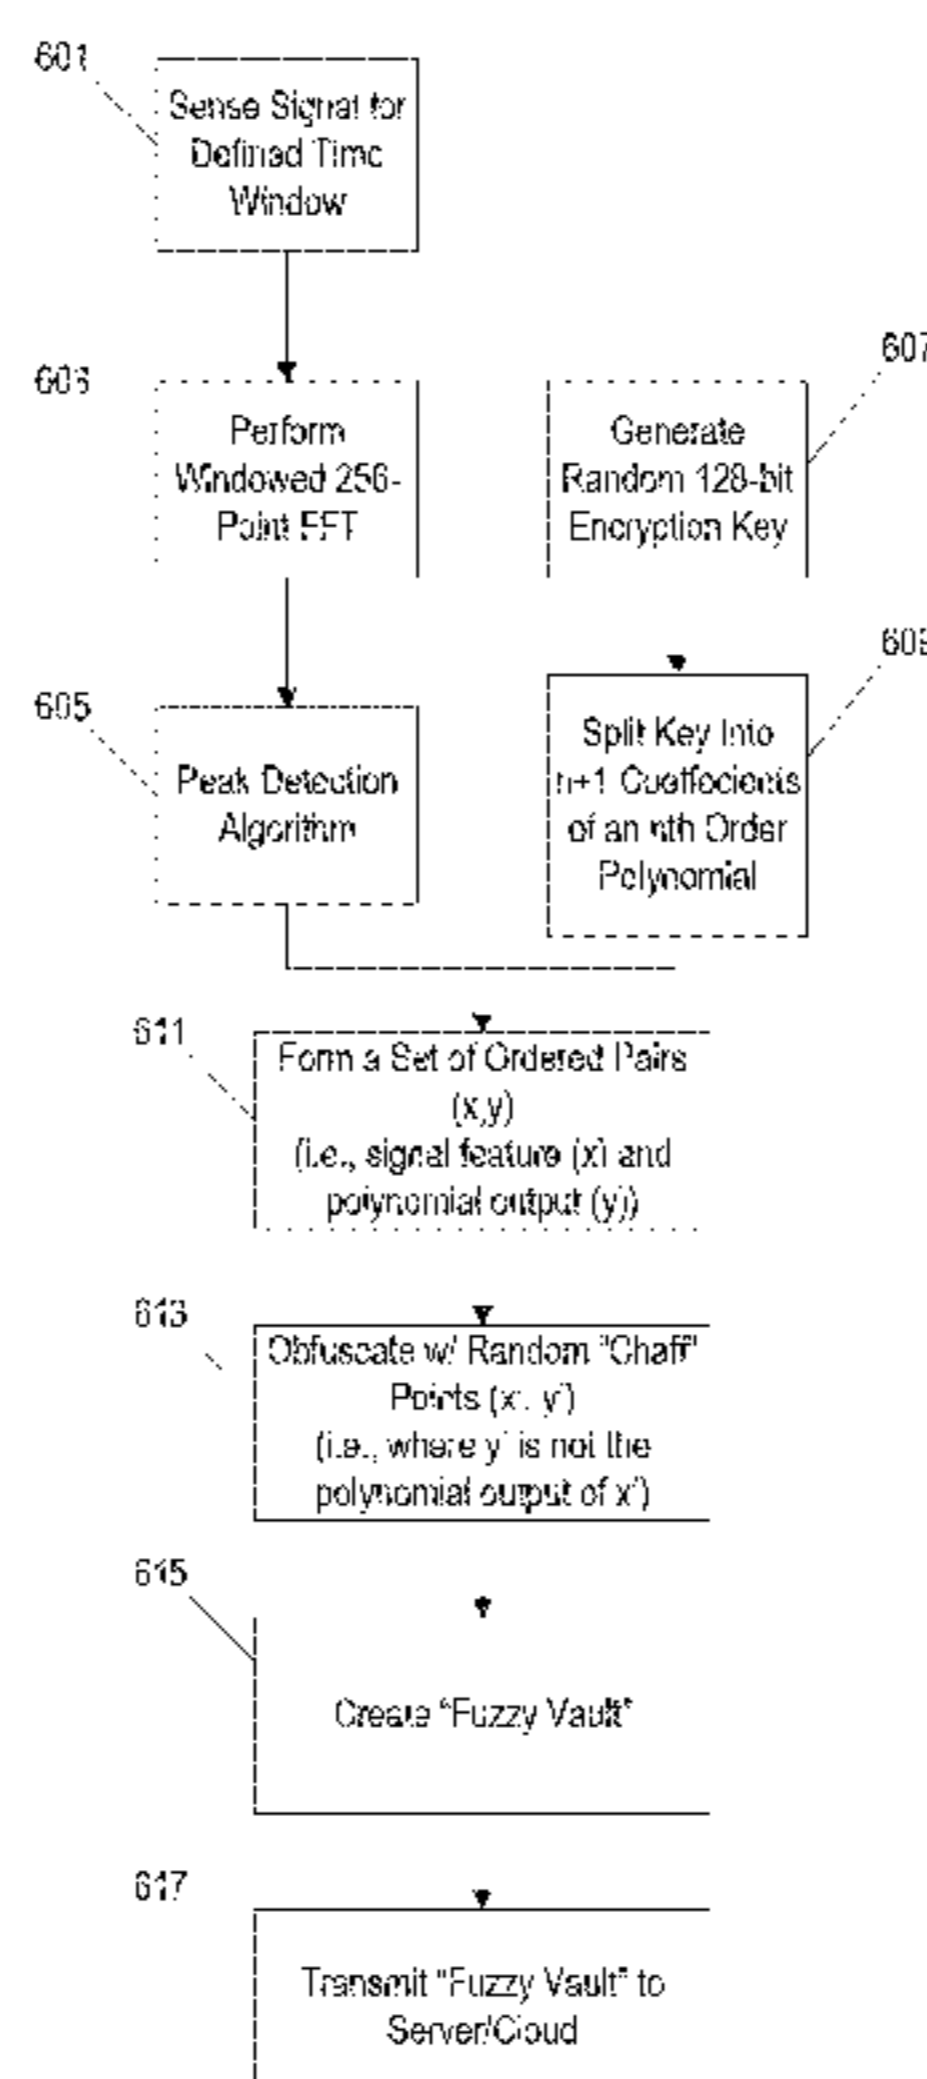 601
Sense Signal for
Defined Time
Window
603
Perform
Windowed 256-
Point FFT
607
Generate
Random 128-bit
Encryption Key
605
Peak Detection
Algorithm
609
Split Key Into
n+1 Coeffecients
of an nth Order
Polynomial
611
Form a Set of Ordered Pairs
(x,y)
(i.e., signal feature (x) and
polynomial output (y))
613
Obfuscate w/ Random "Chaff"
Points (x', y')
(i.e., where y' is not the
polynomial output of x')
615
Create "Fuzzy Vault"
617
Transmit "Fuzzy Vault" to
Server/Cloud